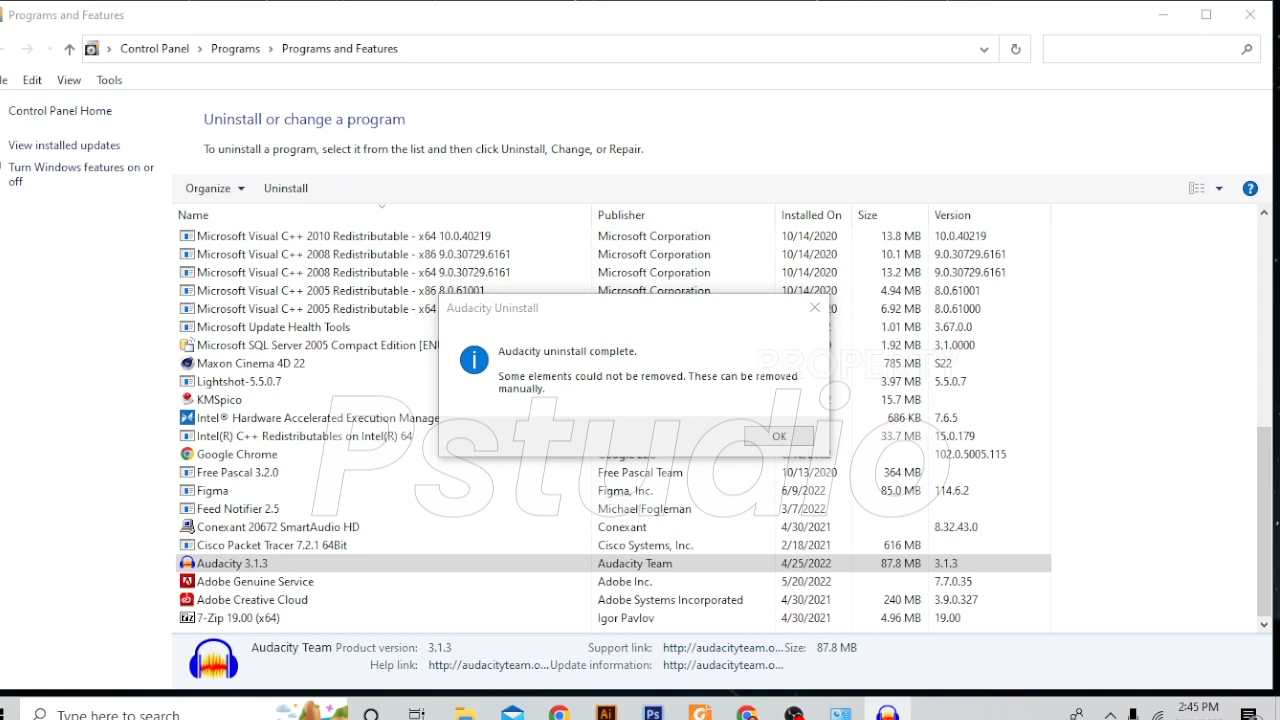 Programs and Features
Control Panel > Programs > Programs and Features
Edit View Tools
Control Panel Home
View installed updates
Turn Windows features on or
off
Uninstall or change a program
To uninstall a program, select it from the list and then click Uninstall, Change, or Repair.
Organize Uninstall
Name Publisher Installed On Size Version
Microsoft Visual C++ 2010 Redistributable - x64 10.0.40219 Microsoft Corporation 10/14/2020 13.8 MB 10.0.40219
Microsoft Visual C++ 2008 Redistributable - x86 9.0.30729.6161 Microsoft Corporation 10/14/2020 10.1 MB 9.0.30729.6161
Microsoft Visual C++ 2008 Redistributable - x64 9.0.30729.6161 Microsoft Corporation 10/14/2020 13.2 MB 9.0.30729.6161
Microsoft Visual C++ 2005 Redistributable - x86 8.0.61001 Microsoft Corporation 10/14/2020 4.94 MB 8.0.61001
Microsoft Visual C++ 2005 Redistributable - x64 6.92 MB 8.0.61000
Microsoft Update Health Tools 1.01 MB 3.67.0.0
Microsoft SQL Server 2005 Compact Edition [EN 1.92 MB 3.1.0000
Maxon Cinema 4D 22 785 MB S22
Lightshot-5.5.0.7 3.97 MB 5.5.0.7
KMSpico 15.7 MB
Intel® Hardware Accelerated Execution Manage 686 KB 7.6.5
Intel(R) C++ Redistributables on Intel(R) 64 33.7 MB 15.0.179
Google Chrome 102.0.5005.115
Free Pascal 3.2.0 Free Pascal Team 10/13/2020 364 MB
Figma Figma, Inc. 6/9/2022 85.0 MB 114.6.2
Feed Notifier 2.5 Michael Fogleman 3/7/2022
Conexant 20672 SmartAudio HD Conexant 4/30/2021 8.32.43.0
Cisco Packet Tracer 7.2.1 64Bit Cisco Systems, Inc. 2/18/2021 616 MB
Audacity 3.1.3 Audacity Team 4/25/2022 87.8 MB 3.1.3
Adobe Genuine Service Adobe Inc. 5/20/2022 7.7.0.35
Adobe Creative Cloud Adobe Systems Incorporated 4/30/2021 240 MB 3.9.0.327
7-Zip 19.00 (x64) Igor Pavlov 4/30/2021 4.96 MB 19.00
Audacity Uninstall
Audacity uninstall complete.
Some elements could not be removed. These can be removed
manually.
OK
PROPERTY
Pstudio
Audacity Team Product version: 3.1.3 Support link: http://audacityteam.o... Size: 87.8 MB
Help link: http://audacityteam.o... Update information: http://audacityteam.o...
Type here to search
2:45 PM